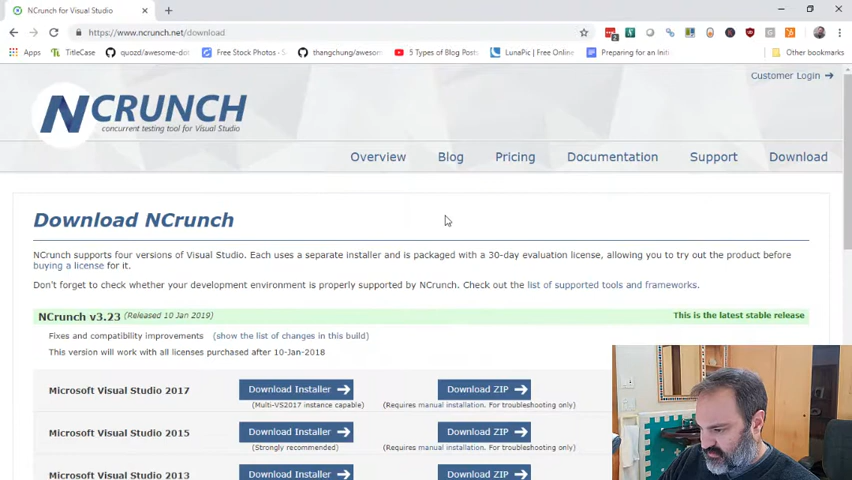 NCrunch for Visual Studio
https://www.ncrunch.net/download
Apps
TitleCase
quozd/awesome-dot
Free Stock Photos - S
thangchung/awesom
5 Types of Blog Posts
LunaPic | Free Online
Preparing for an Initi
Other bookmarks
Customer Login
NCRUNCH
concurrent testing tool for Visual Studio
Overview Blog Pricing Documentation Support Download
Download NCrunch
NCrunch supports four versions of Visual Studio. Each uses a separate installer and is packaged with a 30-day evaluation license, allowing you to try out the product before
buying a license for it.
Don't forget to check whether your development environment is properly supported by NCrunch. Check out the list of supported tools and frameworks.
NCrunch v3.23 (Released 10 Jan 2019) This is the latest stable release
Fixes and compatibility improvements (show the list of changes in this build)
This version will work with all licenses purchased after 10-Jan-2018
Microsoft Visual Studio 2017 Download Installer Download ZIP
(Multi-VS2017 instance capable) (Requires manual installation. For troubleshooting only)
Microsoft Visual Studio 2015 Download Installer Download ZIP
(Strongly recommended) (Requires manual installation. For troubleshooting only)
Microsoft Visual Studio 2013 Download Installer Download ZIP